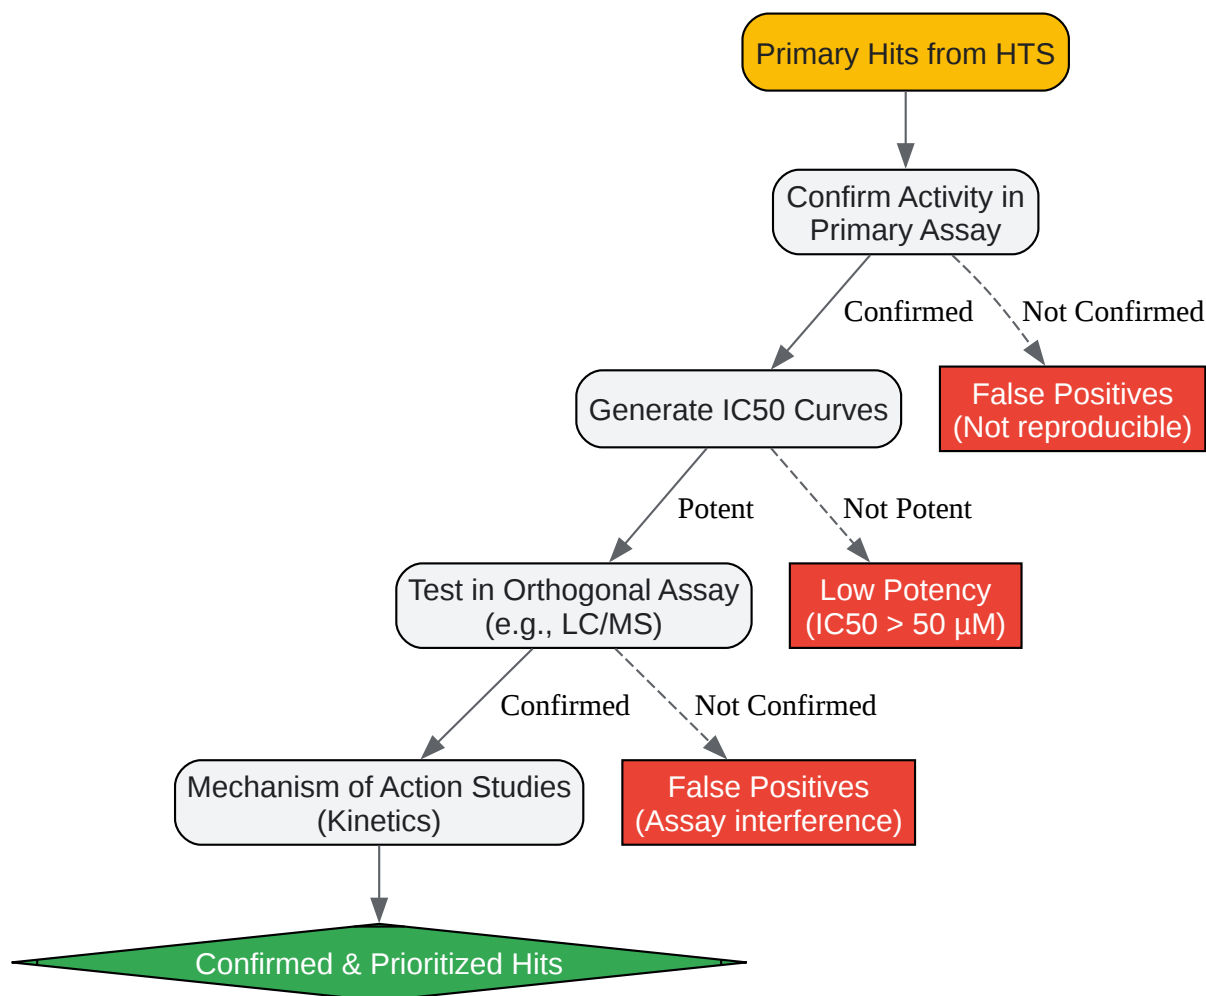 Primary Hits from HTS
Confirm Activity in
Primary Assay
Confirmed
Not Confirmed
Generate IC50 Curves
False Positives
(Not reproducible)
Potent
Not Potent
Test in Orthogonal Assay
(e.g., LC/MS)
Low Potency
(IC50 > 50 µM)
Confirmed
Not Confirmed
Mechanism of Action Studies
(Kinetics)
False Positives
(Assay interference)
Confirmed & Prioritized Hits